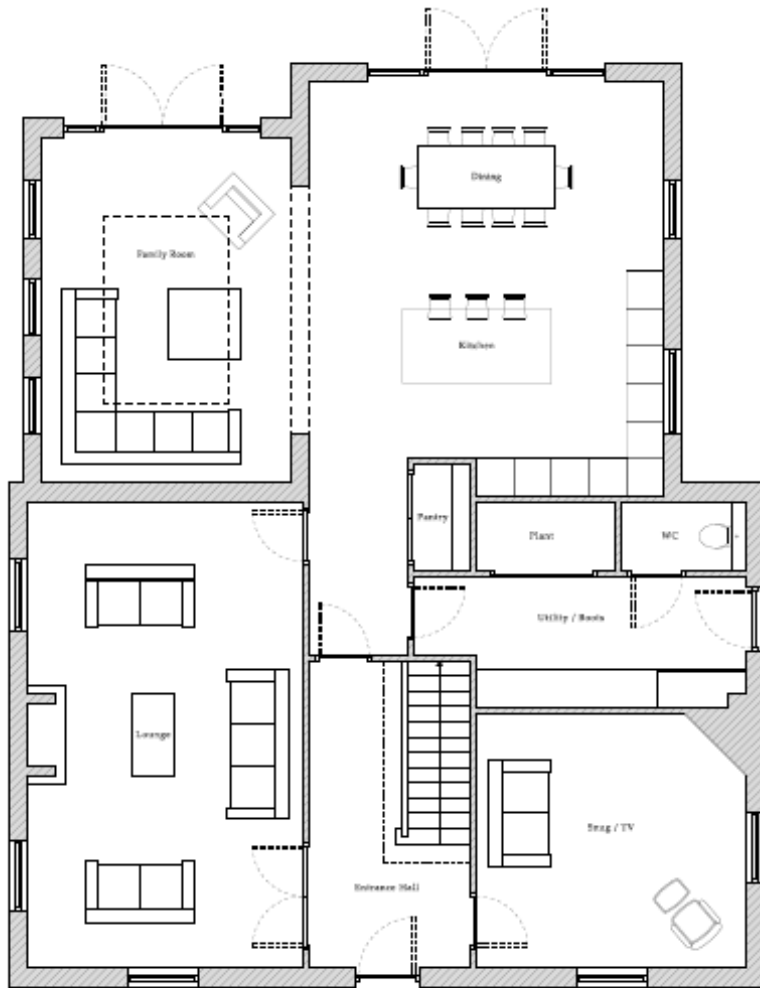 Dining
Family Room
Kitchen
Pantry
Plant
WC
Utility / Boots
Lounge
Snug / TV
Entrance Hall